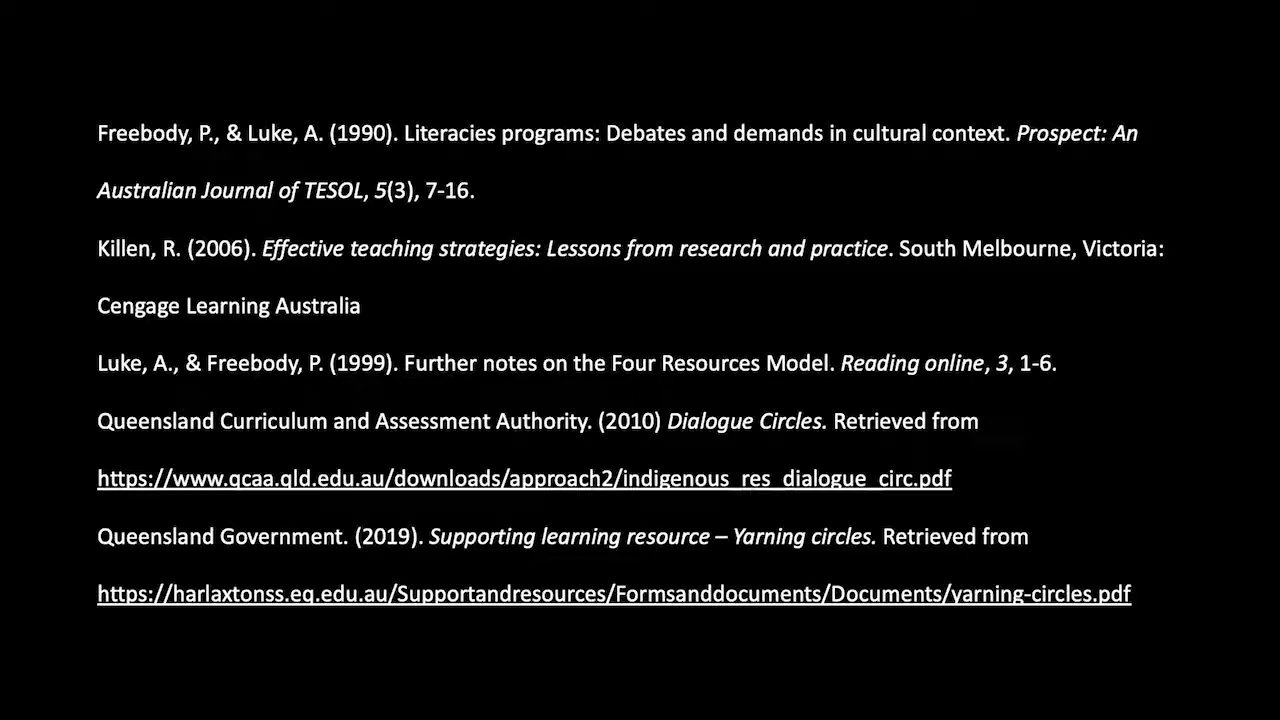 Freebody, P., & Luke, A. (1990). Literacies programs: Debates and demands in cultural context. Prospect: An
Australian Journal of TESOL, 5(3), 7-16.
Killen, R. (2006). Effective teaching strategies: Lessons from research and practice. South Melbourne, Victoria:
Cengage Learning Australia
Luke, A., & Freebody, P. (1999). Further notes on the Four Resources Model. Reading online, 3, 1-6.
Queensland Curriculum and Assessment Authority. (2010) Dialogue Circles. Retrieved from
https://www.qcaa.qld.edu.au/downloads/approach2/indigenous_res_dialogue_circ.pdf
Queensland Government. (2019). Supporting learning resource – Yarning circles. Retrieved from
https://harlaxtonss.eq.edu.au/Supportandresources/Formsanddocuments/Documents/yarning-circles.pdf